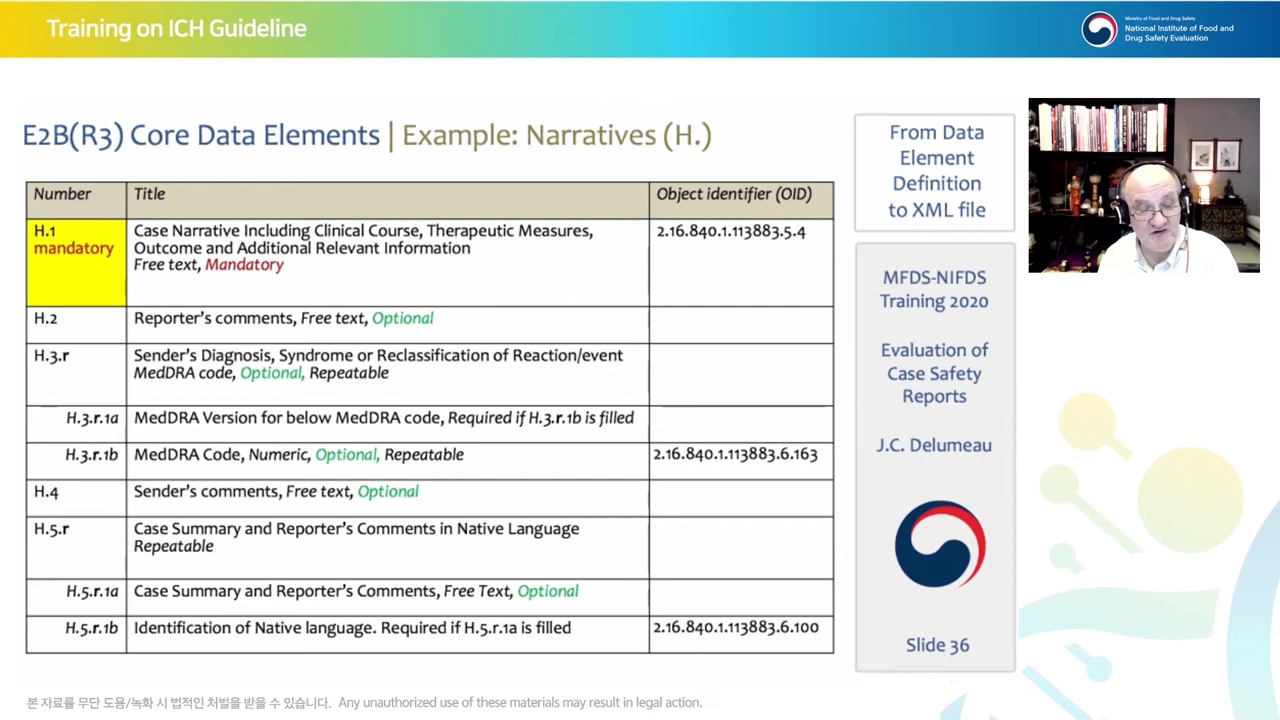 Training on ICH Guideline
Ministry of Food and Drug Safety
National Institute of Food and
Drug Safety Evaluation
E2B(R3) Core Data Elements | Example: Narratives (H.)
Number Title Object identifier (OID)
H.1 Case Narrative Including Clinical Course, Therapeutic Measures, 2.16.840.1.113883.5.4
mandatory Outcome and Additional Relevant Information
Free text, Mandatory
H.2 Reporter's comments, Free text, Optional
H.3.r Sender's Diagnosis, Syndrome or Reclassification of Reaction/event
MedDRA code, Optional, Repeatable
H.3.r.1a MedDRA Version for below MedDRA code, Required if H.3.r.1b is filled
H.3.r.1b MedDRA Code, Numeric, Optional, Repeatable 2.16.840.1.113883.6.163
H.4 Sender's comments, Free text, Optional
H.5.r Case Summary and Reporter's Comments in Native Language
Repeatable
H.5.r.1a Case Summary and Reporter's Comments, Free Text, Optional
H.5.r.1b Identification of Native language. Required if H.5.r.1a is filled 2.16.840.1.113883.6.100
From Data
Element
Definition
to XML file
MFDS-NIFDS
Training 2020
Evaluation of
Case Safety
Reports
J.C. Delumeau
Slide 36
본 자료를 무단 도용/녹화 시 법적인 처벌을 받을 수 있습니다. Any unauthorized use of these materials may result in legal action.